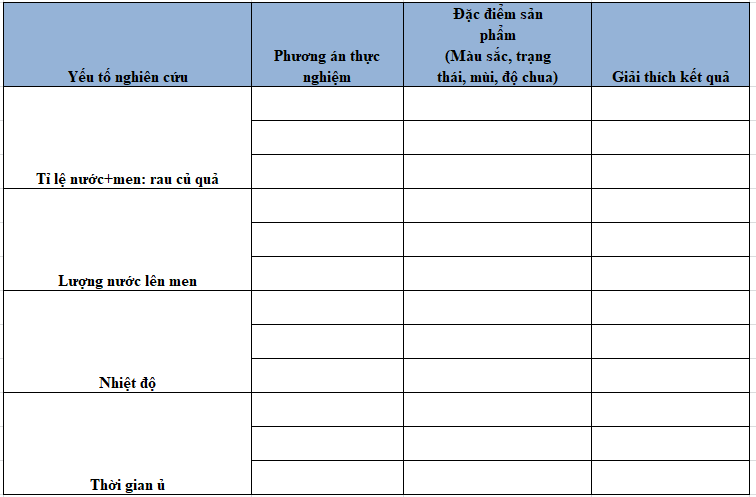 Yếu tố nghiên cứu
Phương án thực
nghiệm
Đặc điểm sản
phẩm
(Màu sắc, trạng
thái, mùi, độ chua)
Giải thích kết quả
Tỉ lệ nước+men: rau củ quả
Lượng nước lên men
Nhiệt độ
Thời gian ủ